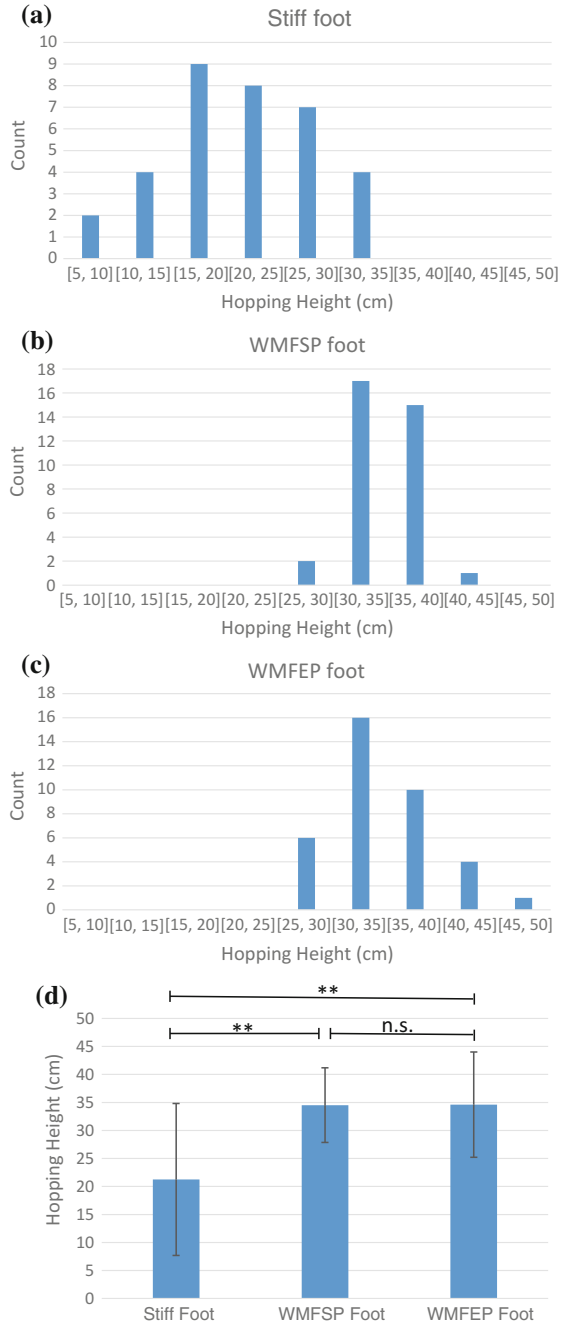 (a)
Stiff foot
10
9
8
7
6
5
4
3
2
1
0
Count
[5, 10] [10, 15] [15, 20] [20, 25] [25, 30] [30, 35] [35, 40] [40, 45] [45, 50]
Hopping Height (cm)
(b)
WMFSP foot
18
16
14
12
10
8
6
4
2
0
Count
[5, 10] [10, 15] [15, 20] [20, 25] [25, 30] [30, 35] [35, 40] [40, 45] [45, 50]
Hopping Height (cm)
(c)
WMFEP foot
18
16
14
12
10
8
6
4
2
0
Count
[5, 10] [10, 15] [15, 20] [20, 25] [25, 30] [30, 35] [35, 40] [40, 45] [45, 50]
Hopping Height (cm)
(d)
**
** n.s.
50
45
40
35
30
25
20
15
10
5
0
Hopping Height (cm)
Stiff Foot WMFSP Foot WMFEP Foot